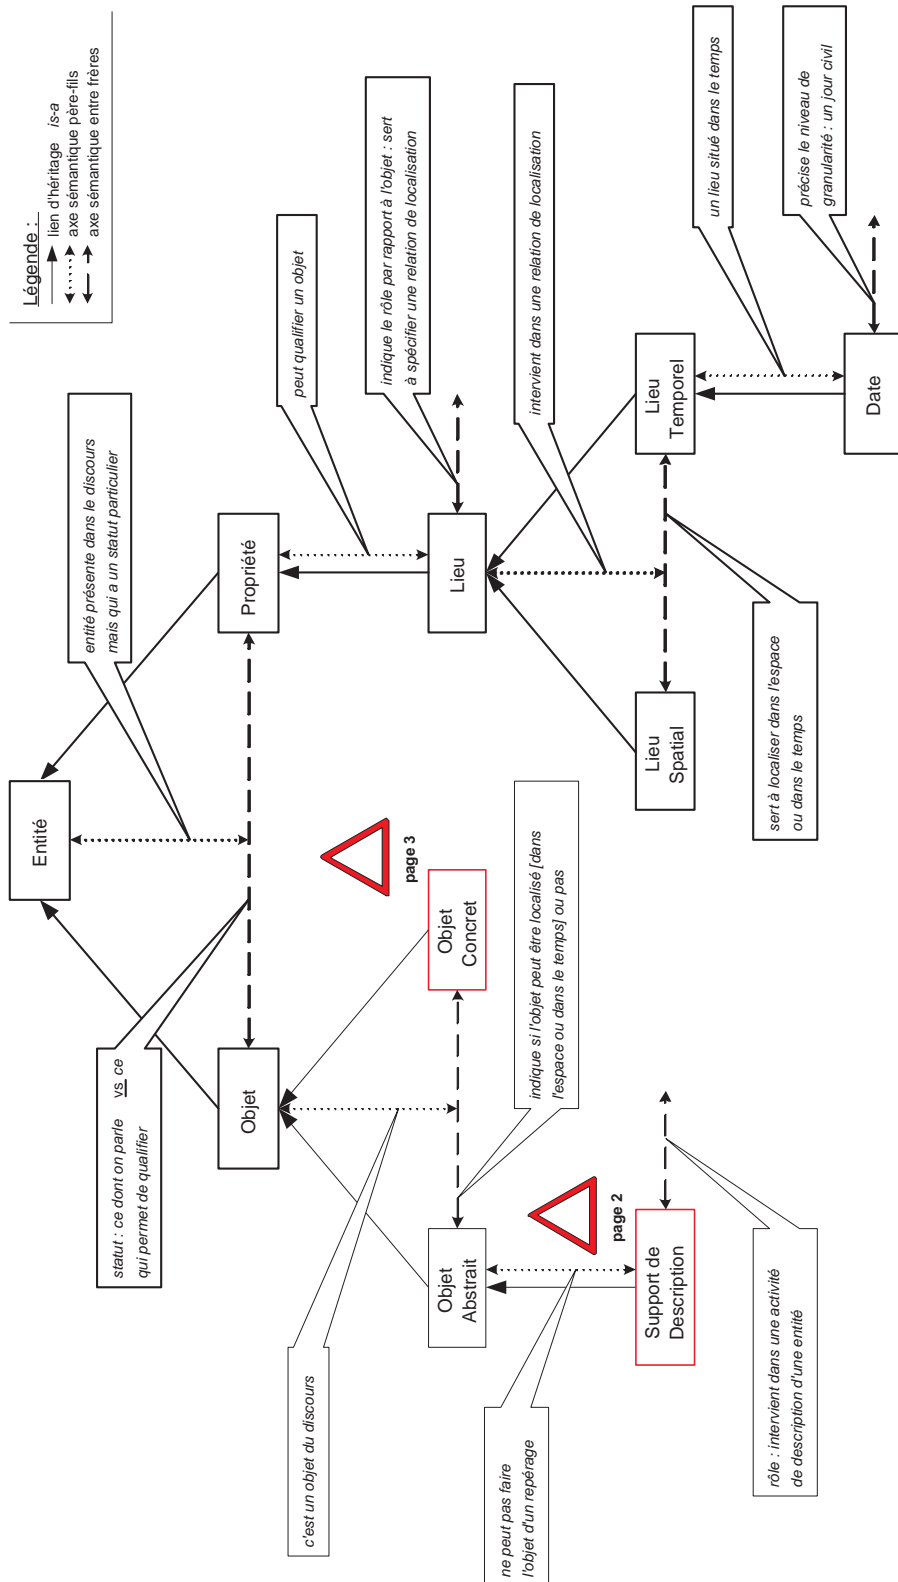 Légende :
lien d'héritage is-a
axe sémantique père-fils
axe sémantique entre frères
Entité
entité présente dans le discours
mais qui a un statut particulier
statut : ce dont on parle vs ce
qui permet de qualifier
Objet
Propriété
peut qualifier un objet
c'est un objet du discours
page 3
Objet
Abstrait
Objet
Concret
Lieu
indique le rôle par rapport à l'objet : sert
à spécifier une relation de localisation
indique si l'objet peut être localisé [dans
l'espace ou dans le temps] ou pas
intervient dans une relation de localisation
ne peut pas faire
l'objet d'un repérage
page 2
Support de
Description
Lieu
Spatial
Lieu
Temporel
un lieu situé dans le temps
rôle : intervient dans une activité
de description d'une entité
sert à localiser dans l'espace
ou dans le temps
précise le niveau de
granularité : un jour civil
Date